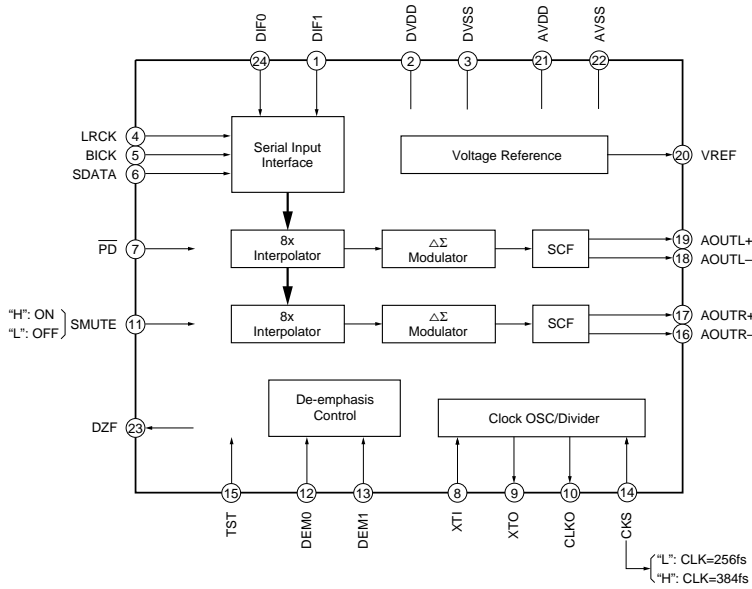 DIF0
DIF1
DVDD
DVSS
AVDD
AVSS
24
1
2
3
21
22
LRCK 4
BICK 5
SDATA 6
Serial Input
Interface
Voltage Reference
20 VREF
PD 7
8x
Interpolator
ΔΣ
Modulator
SCF
19 AOUTL+
18 AOUTL–
"H": ON
"L": OFF
SMUTE 11
8x
Interpolator
ΔΣ
Modulator
SCF
17 AOUTR+
16 AOUTR–
DZF 23
De-emphasis
Control
Clock OSC/Divider
15
12
13
8
9
10
14
TST
DEM0
DEM1
XTI
XTO
CLKO
CKS
"L": CLK=256fs
"H": CLK=384fs